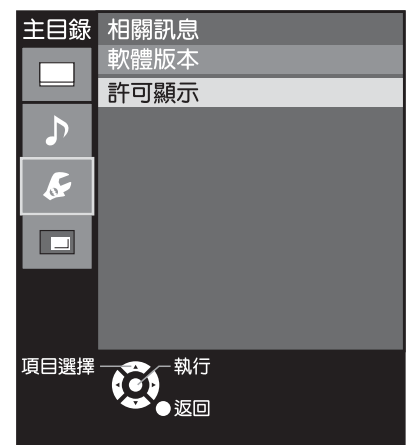 主目錄 相關訊息
軟體版本
許可顯示
項目選擇 執行
返回